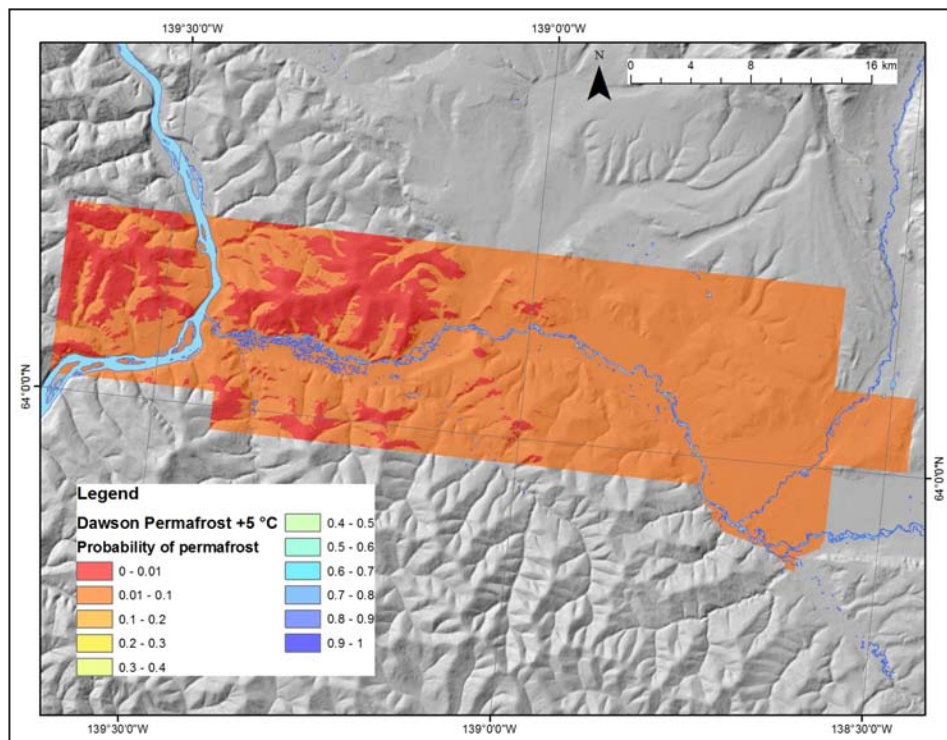 139°30'0"W
139°0'0"W
N
0 4 8 12 16 km
64°0'0"N
64°0'0"N
Legend
Dawson Permafrost +5 °C
Probability of permafrost
0 - 0.01
0.01 - 0.1
0.1 - 0.2
0.2 - 0.3
0.3 - 0.4
0.4 - 0.5
0.5 - 0.6
0.6 - 0.7
0.7 - 0.8
0.8 - 0.9
0.9 - 1
139°30'0"W
139°0'0"W
138°30'0"W